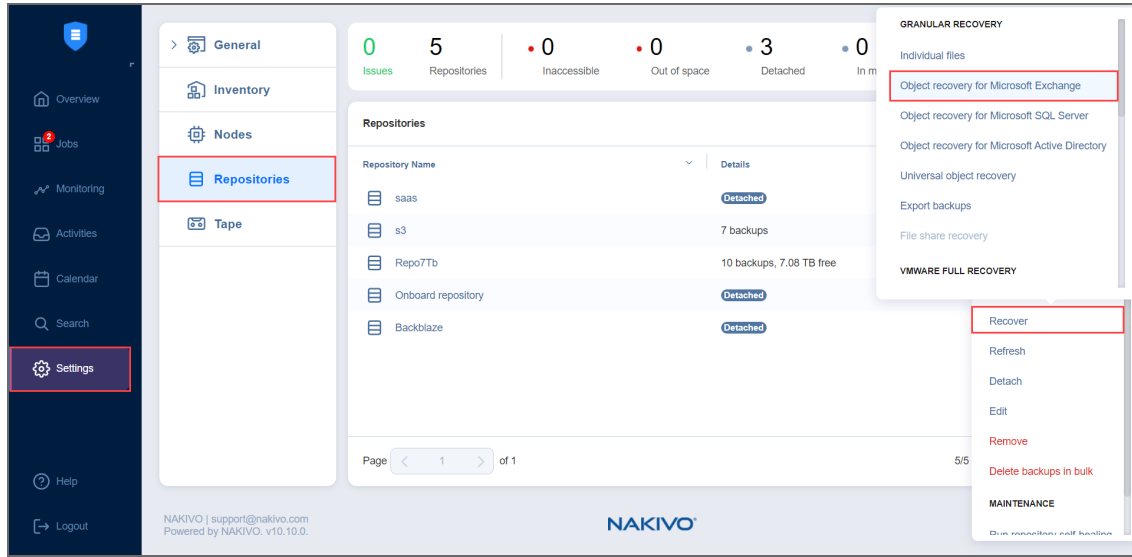 Overview
2
Jobs
Monitoring
Activities
Calendar
Search
Settings
Help
Logout
General
Inventory
Nodes
Repositories
Tape
0
Issues
5
Repositories
0
Inaccessible
0
Out of space
3
Detached
0
In m
Repositories
Repository Name
Details
saas
Detached
s3
7 backups
Repo7Tb
10 backups, 7.08 TB free
Onboard repository
Detached
Backblaze
Detached
Page
1
of 1
5/5
GRANULAR RECOVERY
Individual files
Object recovery for Microsoft Exchange
Object recovery for Microsoft SQL Server
Object recovery for Microsoft Active Directory
Universal object recovery
Export backups
File share recovery
VMWARE FULL RECOVERY
Recover
Refresh
Detach
Edit
Remove
Delete backups in bulk
MAINTENANCE
Run repository self healing
NAKIVO | support@nakivo.com
Powered by NAKIVO. v10.10.0.
NAKIVO®